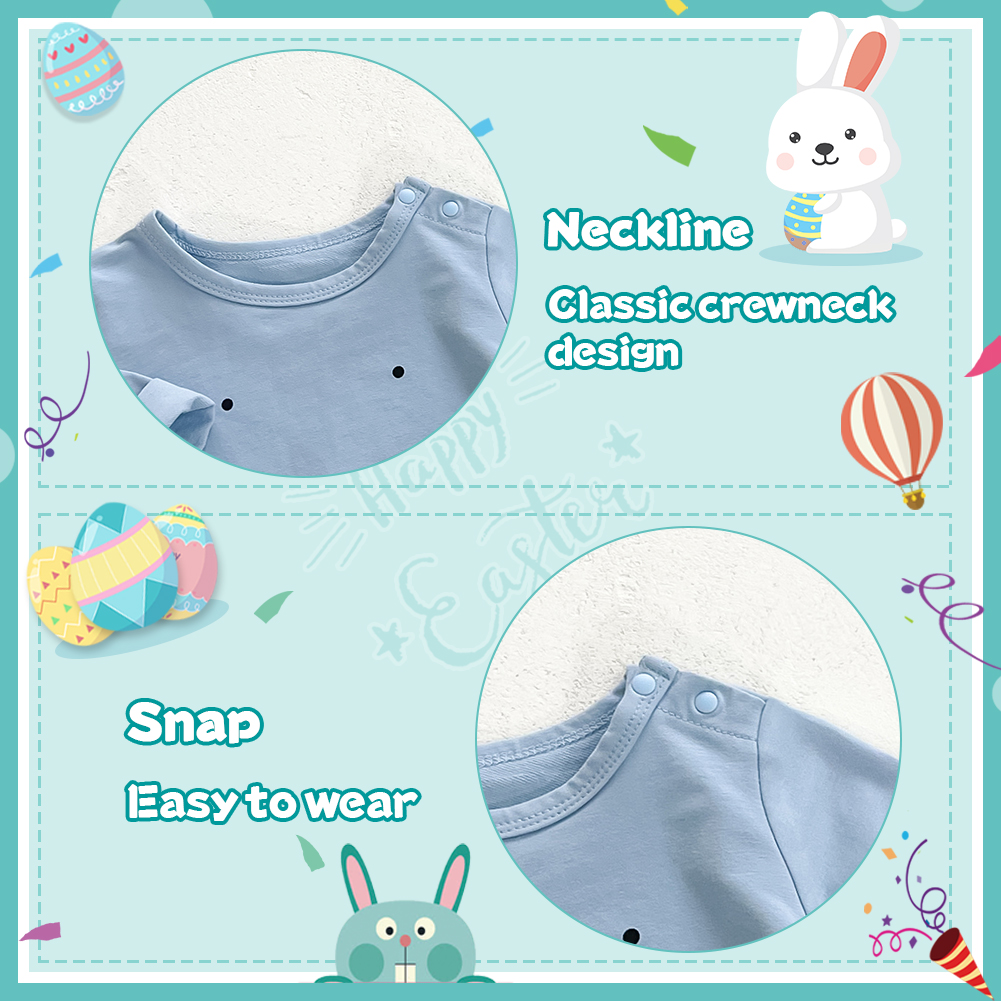 Neckline
Classic crewneck
design
Happy
Easter
Snap
Easy to wear